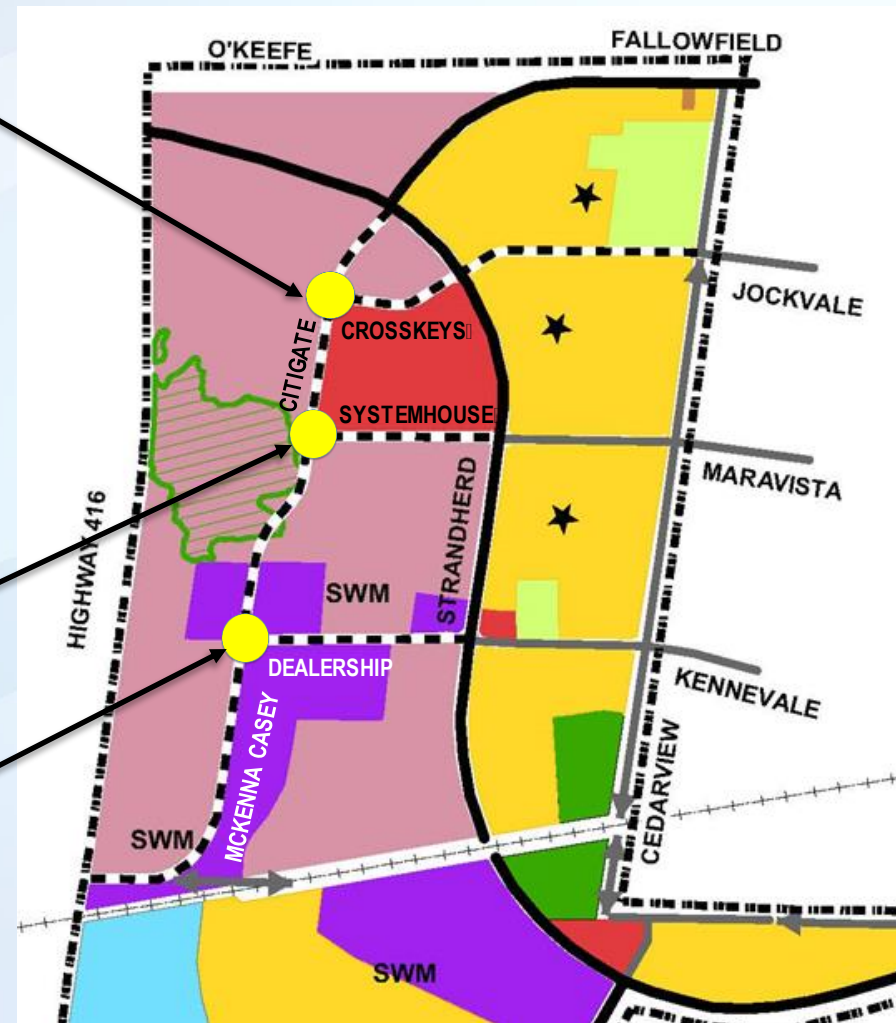 O'KEEFE
FALLOWFIELD
JOCKVALE
CITIGATE
CROSSKEYS
SYSTEMHOUSE
MARAVISTA
HIGHWAY 416
STRANDHERD
SWM
DEALERSHIP
KENNEVALE
MCKENNA CASEY
CEDARVIEW
SWM
SWM